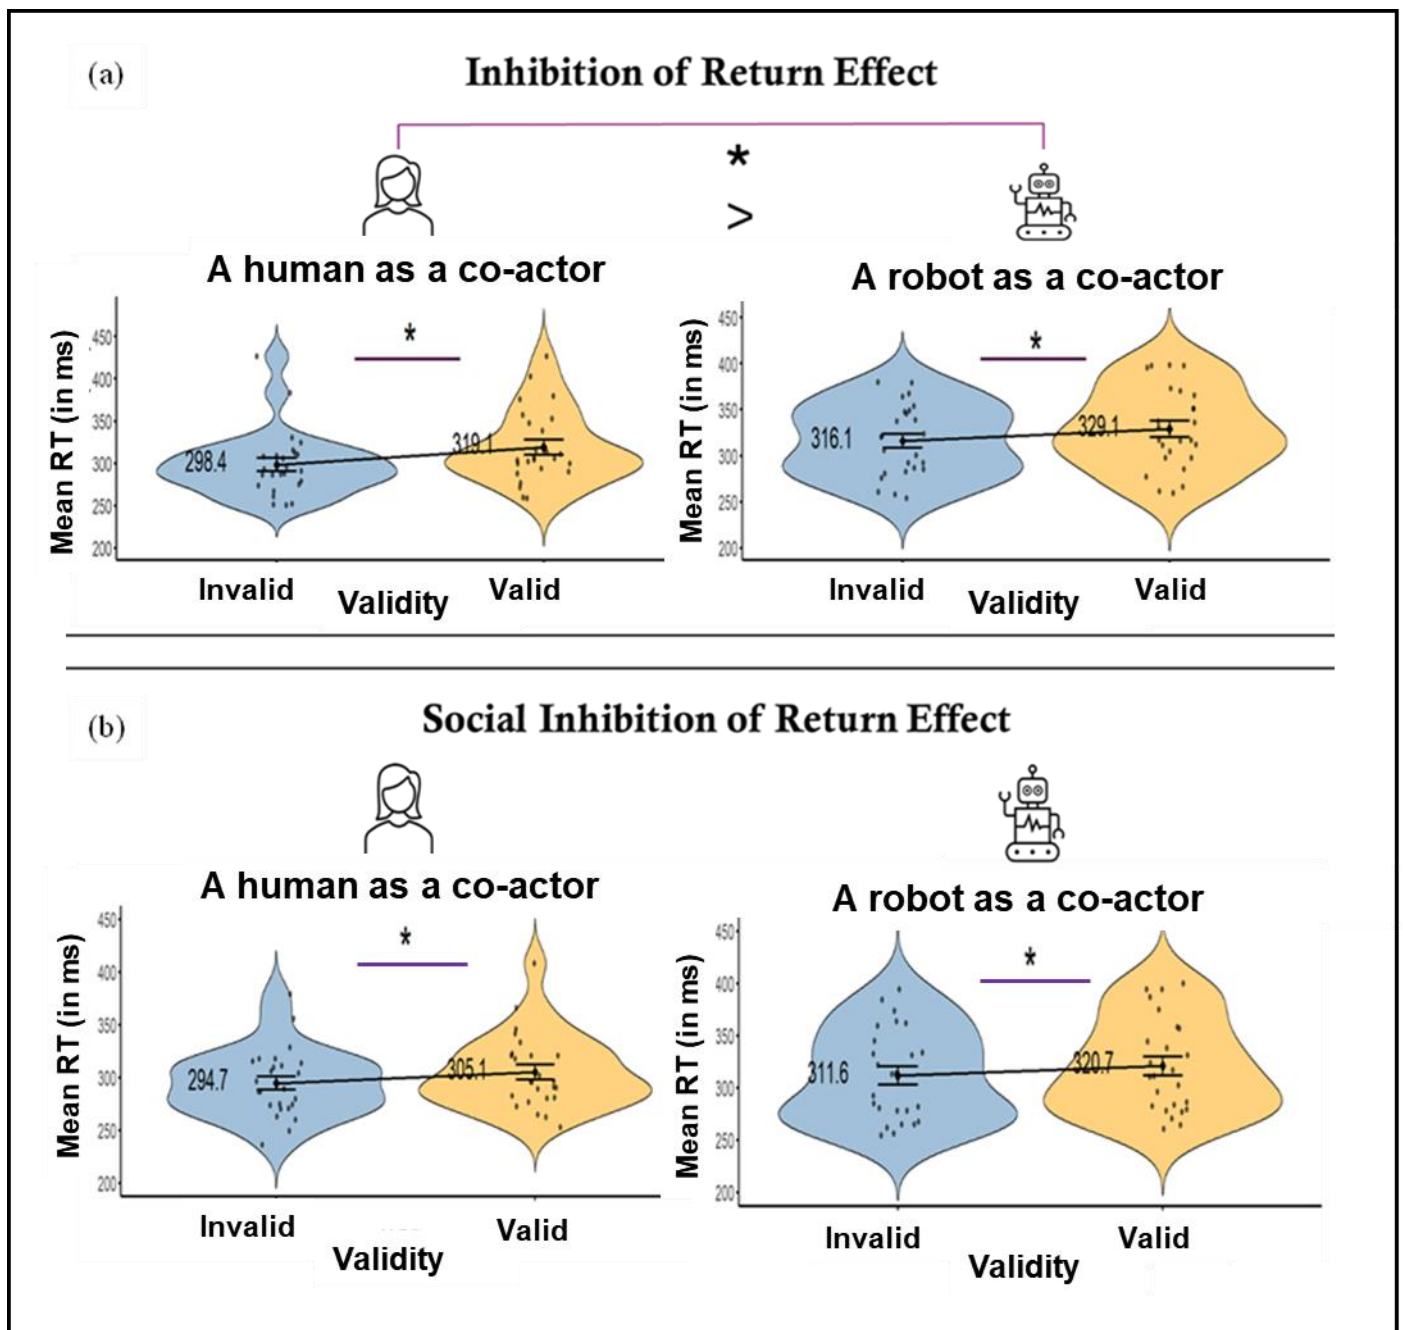 (a)
Inhibition of Return Effect
*
>
A human as a co-actor
Mean RT (in ms)
450
400
350
300
250
200
*
298.4
319.1
Invalid
Valid
Validity
A robot as a co-actor
Mean RT (in ms)
450
400
350
300
250
200
*
316.1
329.1
Invalid
Valid
Validity
(b)
Social Inhibition of Return Effect
A human as a co-actor
Mean RT (in ms)
450
400
350
300
250
200
*
294.7
305.1
Invalid
Valid
Validity
A robot as a co-actor
Mean RT (in ms)
450
400
350
300
250
200
*
311.6
320.7
Invalid
Valid
Validity